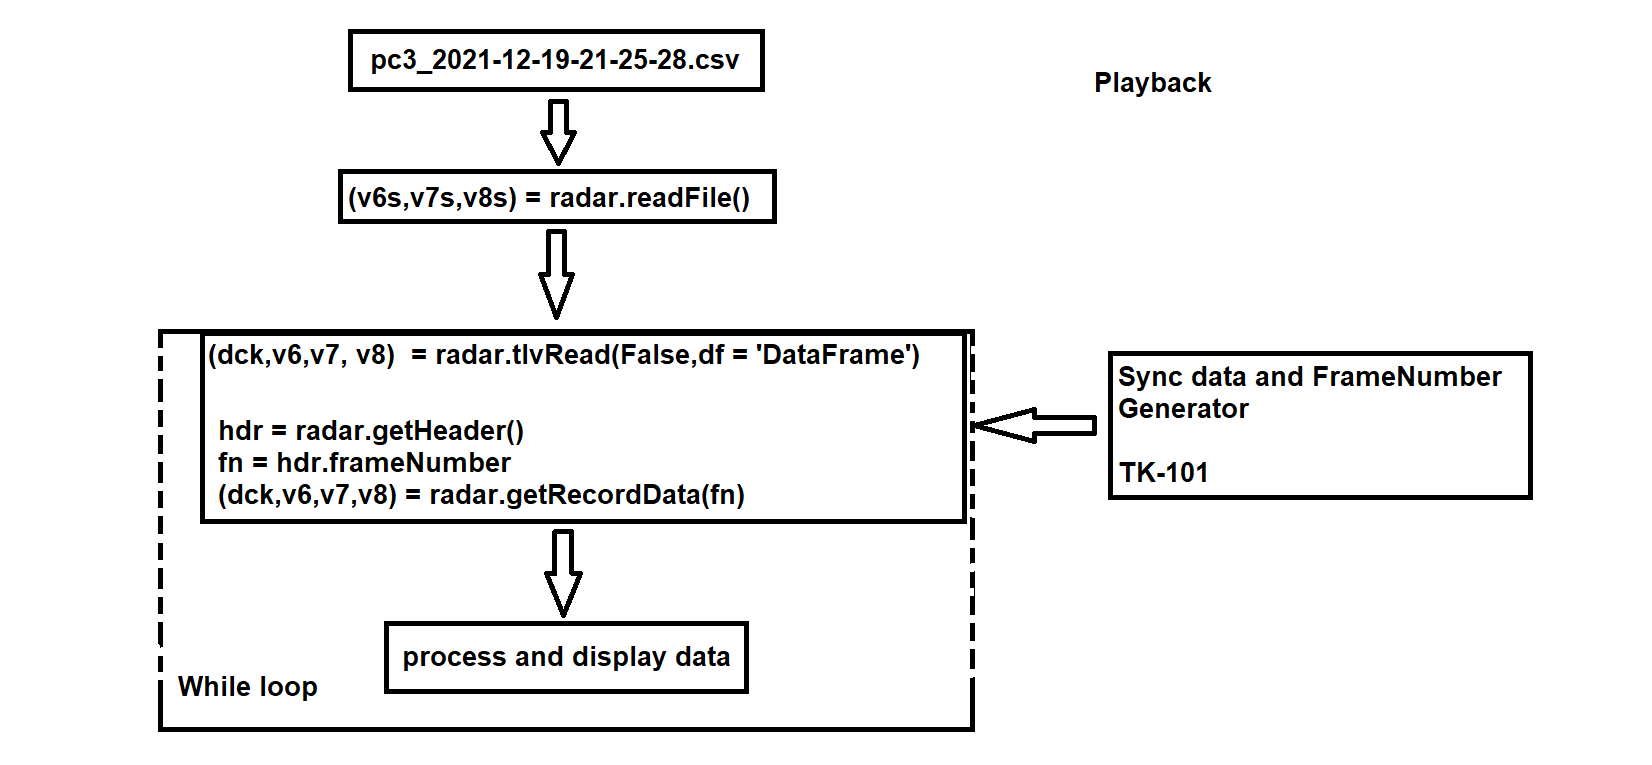 pc3_2021-12-19-21-25-28.csv
Playback
(v6s,v7s,v8s) = radar.readFile()
(dck,v6,v7, v8)  = radar.tlvRead(False,df = 'DataFrame')
hdr = radar.getHeader()
fn = hdr.frameNumber
(dck,v6,v7,v8) = radar.getRecordData(fn)
Sync data and FrameNumber
Generator
TK-101
process and display data
While loop